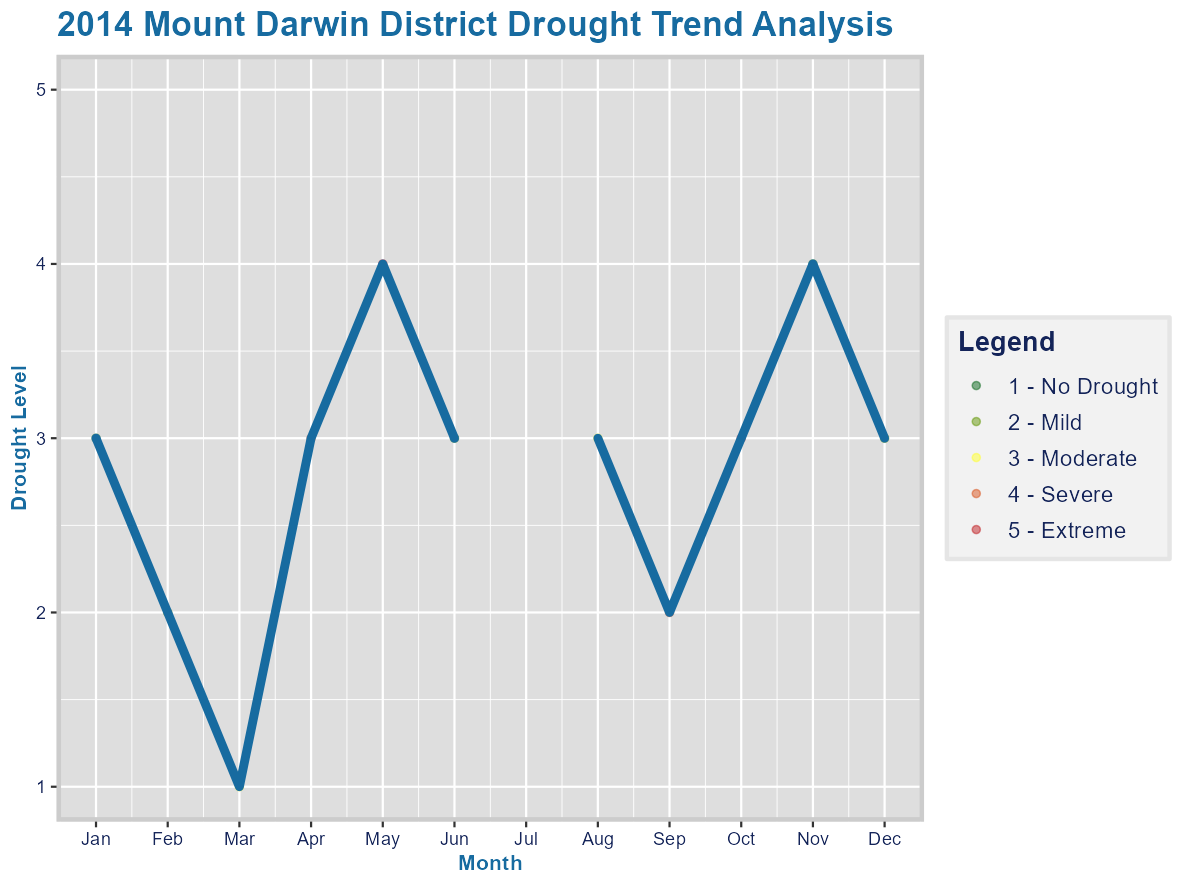 2014 Mount Darwin District Drought Trend Analysis
5
4
3
2
1
Drought Level
Jan Feb Mar Apr May Jun Jul Aug Sep Oct Nov Dec
Month
Legend
1 - No Drought
2 - Mild
3 - Moderate
4 - Severe
5 - Extreme